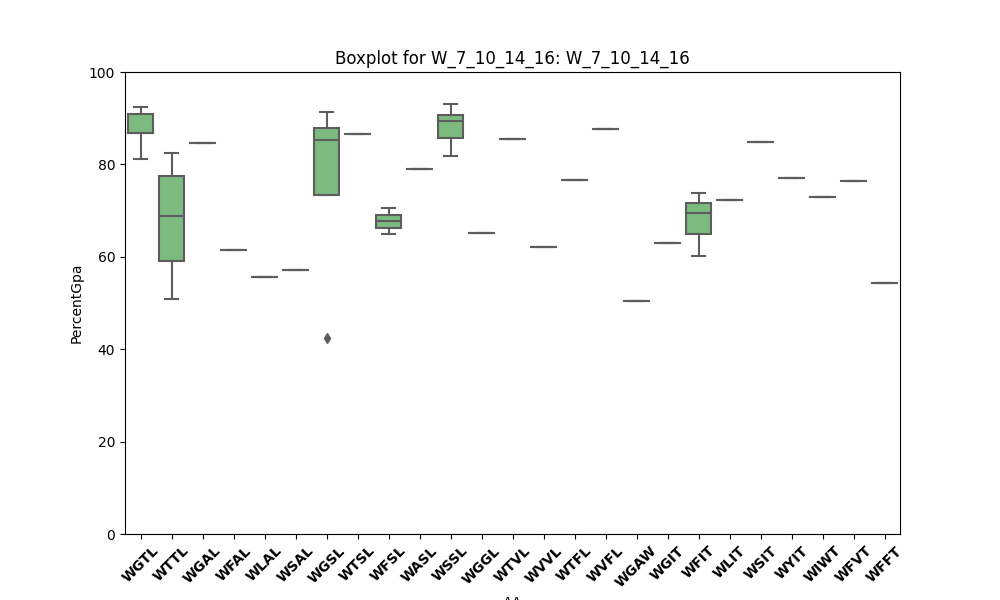 Boxplot for W_7_10_14_16: W_7_10_14_16
100
80
60
40
20
0
PercentGpa
WGTL WTTL WGAL WFAL WLAL WSAL WGSL WTSL WFSL WASL WSSL WGGL WTVL WVVL WTFL WVFL WGAW WGIT WFIT WLIT WSIT WYIT WIWT WFVT WFFT